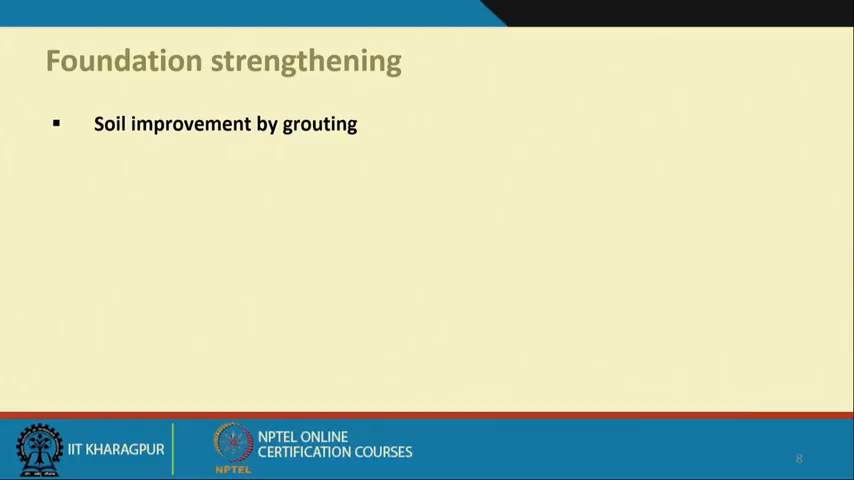 Foundation strengthening
▪ Soil improvement by grouting
IIT KHARAGPUR
NPTEL
NPTEL ONLINE
CERTIFICATION COURSES
8